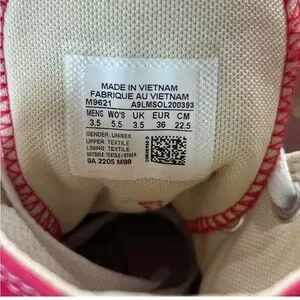 MADE IN VIETNAM
FABRIQUE AU VIETNAM
M9621 A9LMSOL200393
MENS WO'S UK EUR CM
3.5 5.5 3.5 36 22.5
GENDER: UNISEX
UPPER: TEXTILE
LINING: TEXTILE
OUTSOLE: TEXTILE / OTHER
9A 2205 M88
CONVERSE